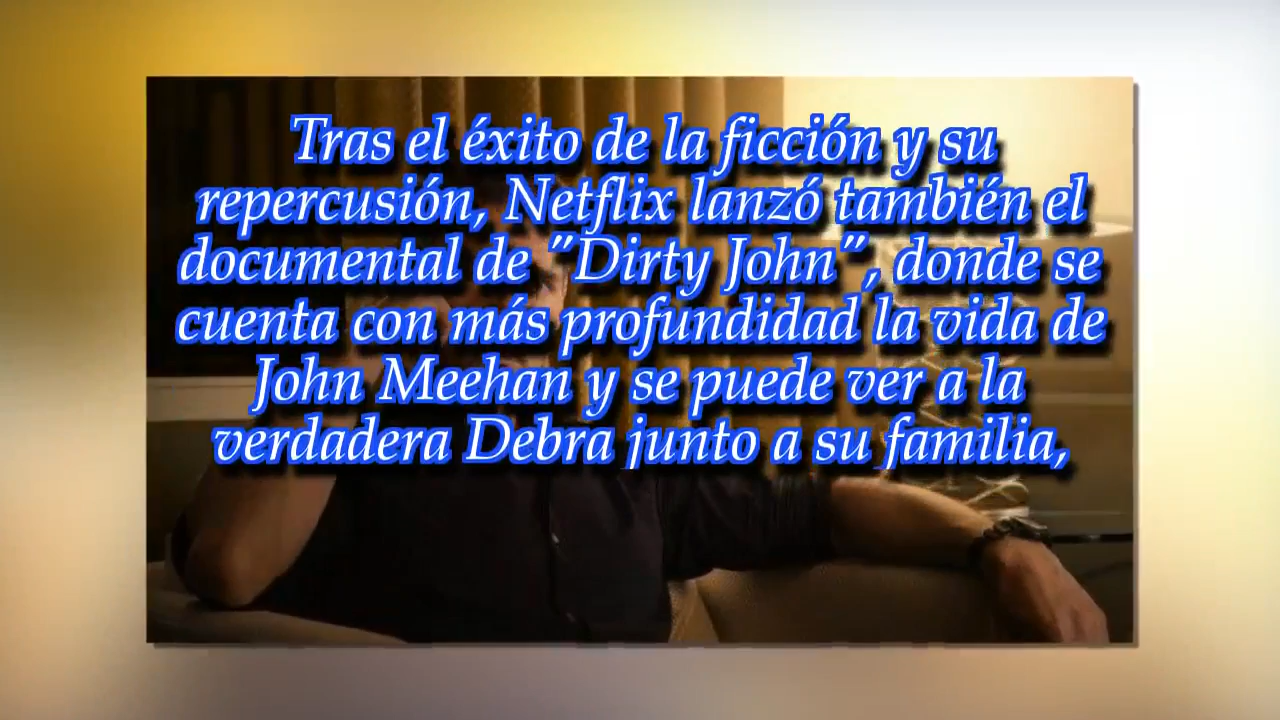 Tras el éxito de la ficción y su
repercusión, Netflix lanzó también el
documental de "Dirty John", donde se
cuenta con más profundidad la vida de
John Meehan y se puede ver a la
verdadera Debra junto a su familia,